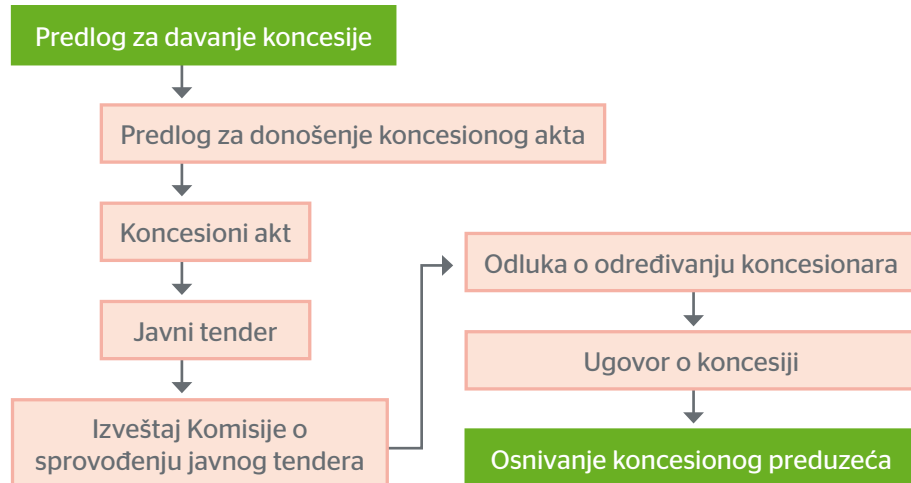 Predlog za davanje koncesije
Predlog za donošenje koncesionog akta
Koncesioni akt
Javni tender
Izveštaj Komisije o
sprovođenju javnog tendera
Odluka o određivanju koncesionara
Ugovor o koncesiji
Osnivanje koncesionog preduzeća